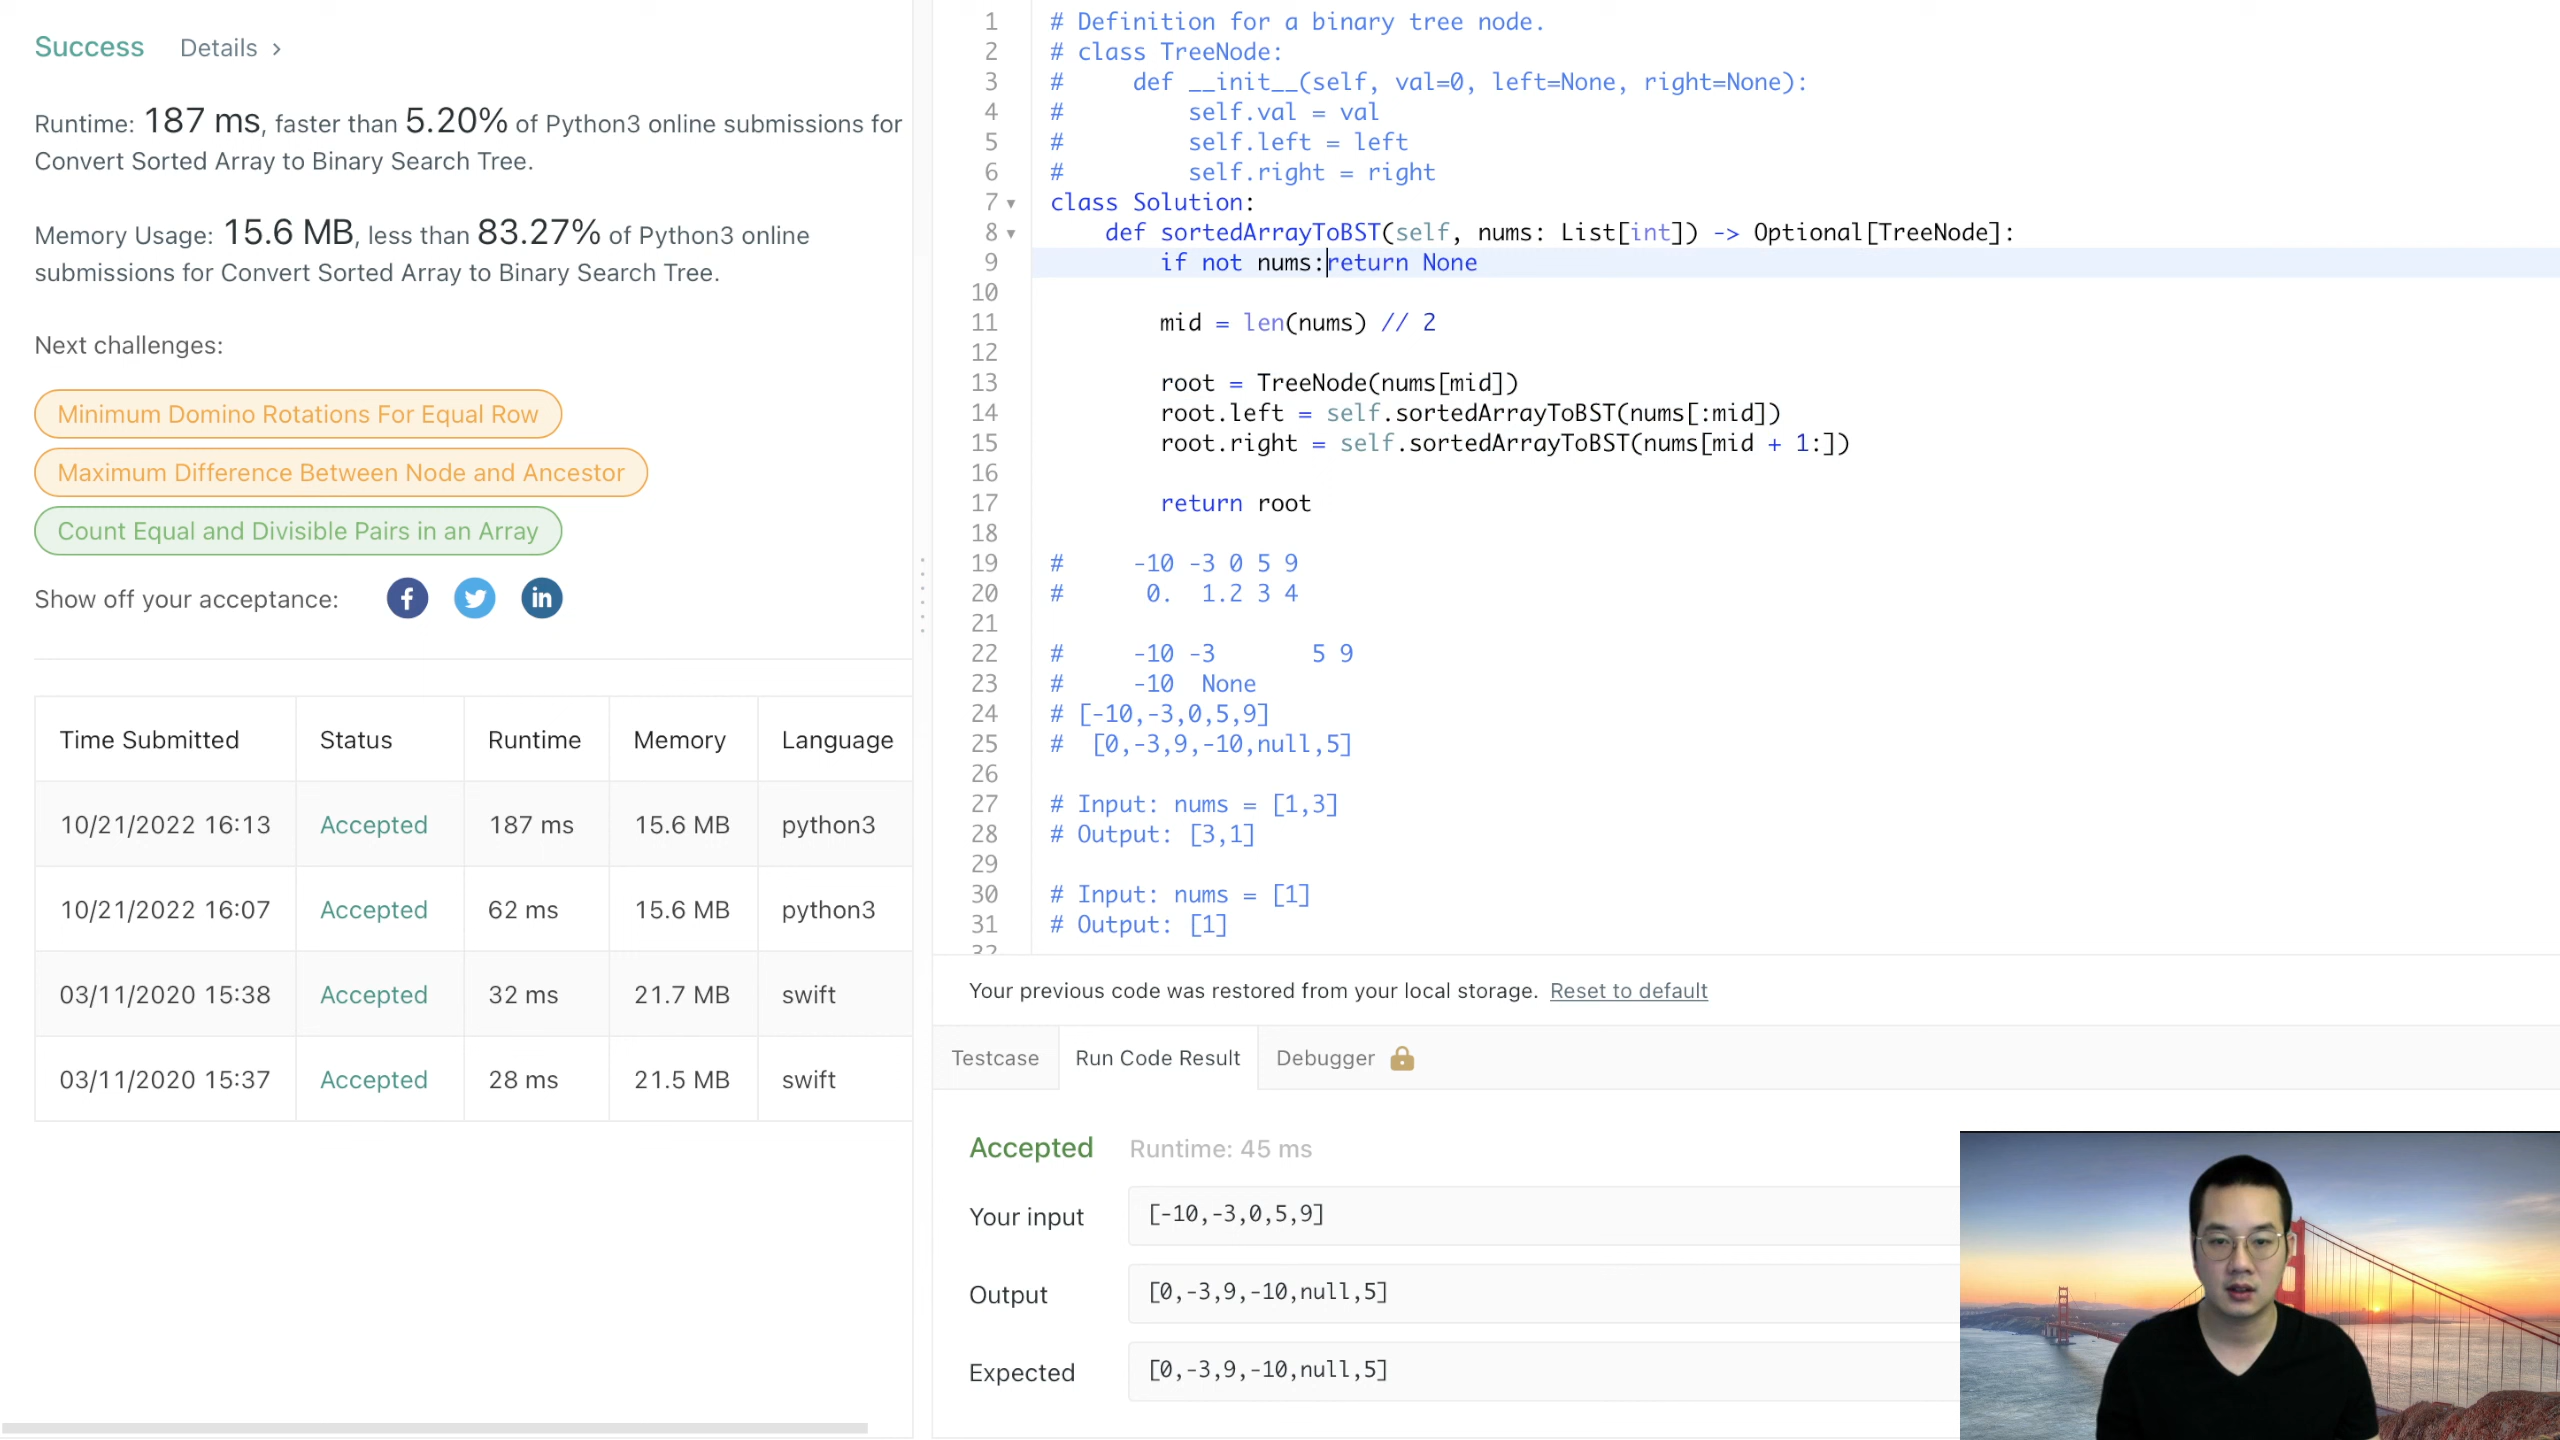 Success Details >
Runtime: 187 ms, faster than 5.20% of Python3 online submissions for
Convert Sorted Array to Binary Search Tree.
Memory Usage: 15.6 MB, less than 83.27% of Python3 online
submissions for Convert Sorted Array to Binary Search Tree.
Next challenges:
Minimum Domino Rotations For Equal Row
Maximum Difference Between Node and Ancestor
Count Equal and Divisible Pairs in an Array
Show off your acceptance: f in
Time Submitted Status Runtime Memory Language
10/21/2022 16:13 Accepted 187 ms 15.6 MB python3
10/21/2022 16:07 Accepted 62 ms 15.6 MB python3
03/11/2020 15:38 Accepted 32 ms 21.7 MB swift
03/11/2020 15:37 Accepted 28 ms 21.5 MB swift
1 # Definition for a binary tree node.
2 # class TreeNode:
3 #     def __init__(self, val=0, left=None, right=None):
4 #         self.val = val
5 #         self.left = left
6 #         self.right = right
7 class Solution:
8     def sortedArrayToBST(self, nums: List[int]) -> Optional[TreeNode]:
9         if not nums:return None
10
11         mid = len(nums) // 2
12
13         root = TreeNode(nums[mid])
14         root.left = self.sortedArrayToBST(nums[:mid])
15         root.right = self.sortedArrayToBST(nums[mid + 1:])
16
17         return root
18
19 #     -10 -3 0 5 9
20 #      0.  1.2 3 4
21
22 #     -10 -3       5 9
23 #     -10  None
24 # [-10,-3,0,5,9]
25 #  [0,-3,9,-10,null,5]
26
27 # Input: nums = [1,3]
28 # Output: [3,1]
29
30 # Input: nums = [1]
31 # Output: [1]
32
Your previous code was restored from your local storage. Reset to default
Testcase Run Code Result Debugger
Accepted Runtime: 45 ms
Your input [-10,-3,0,5,9]
Output [0,-3,9,-10,null,5]
Expected [0,-3,9,-10,null,5]